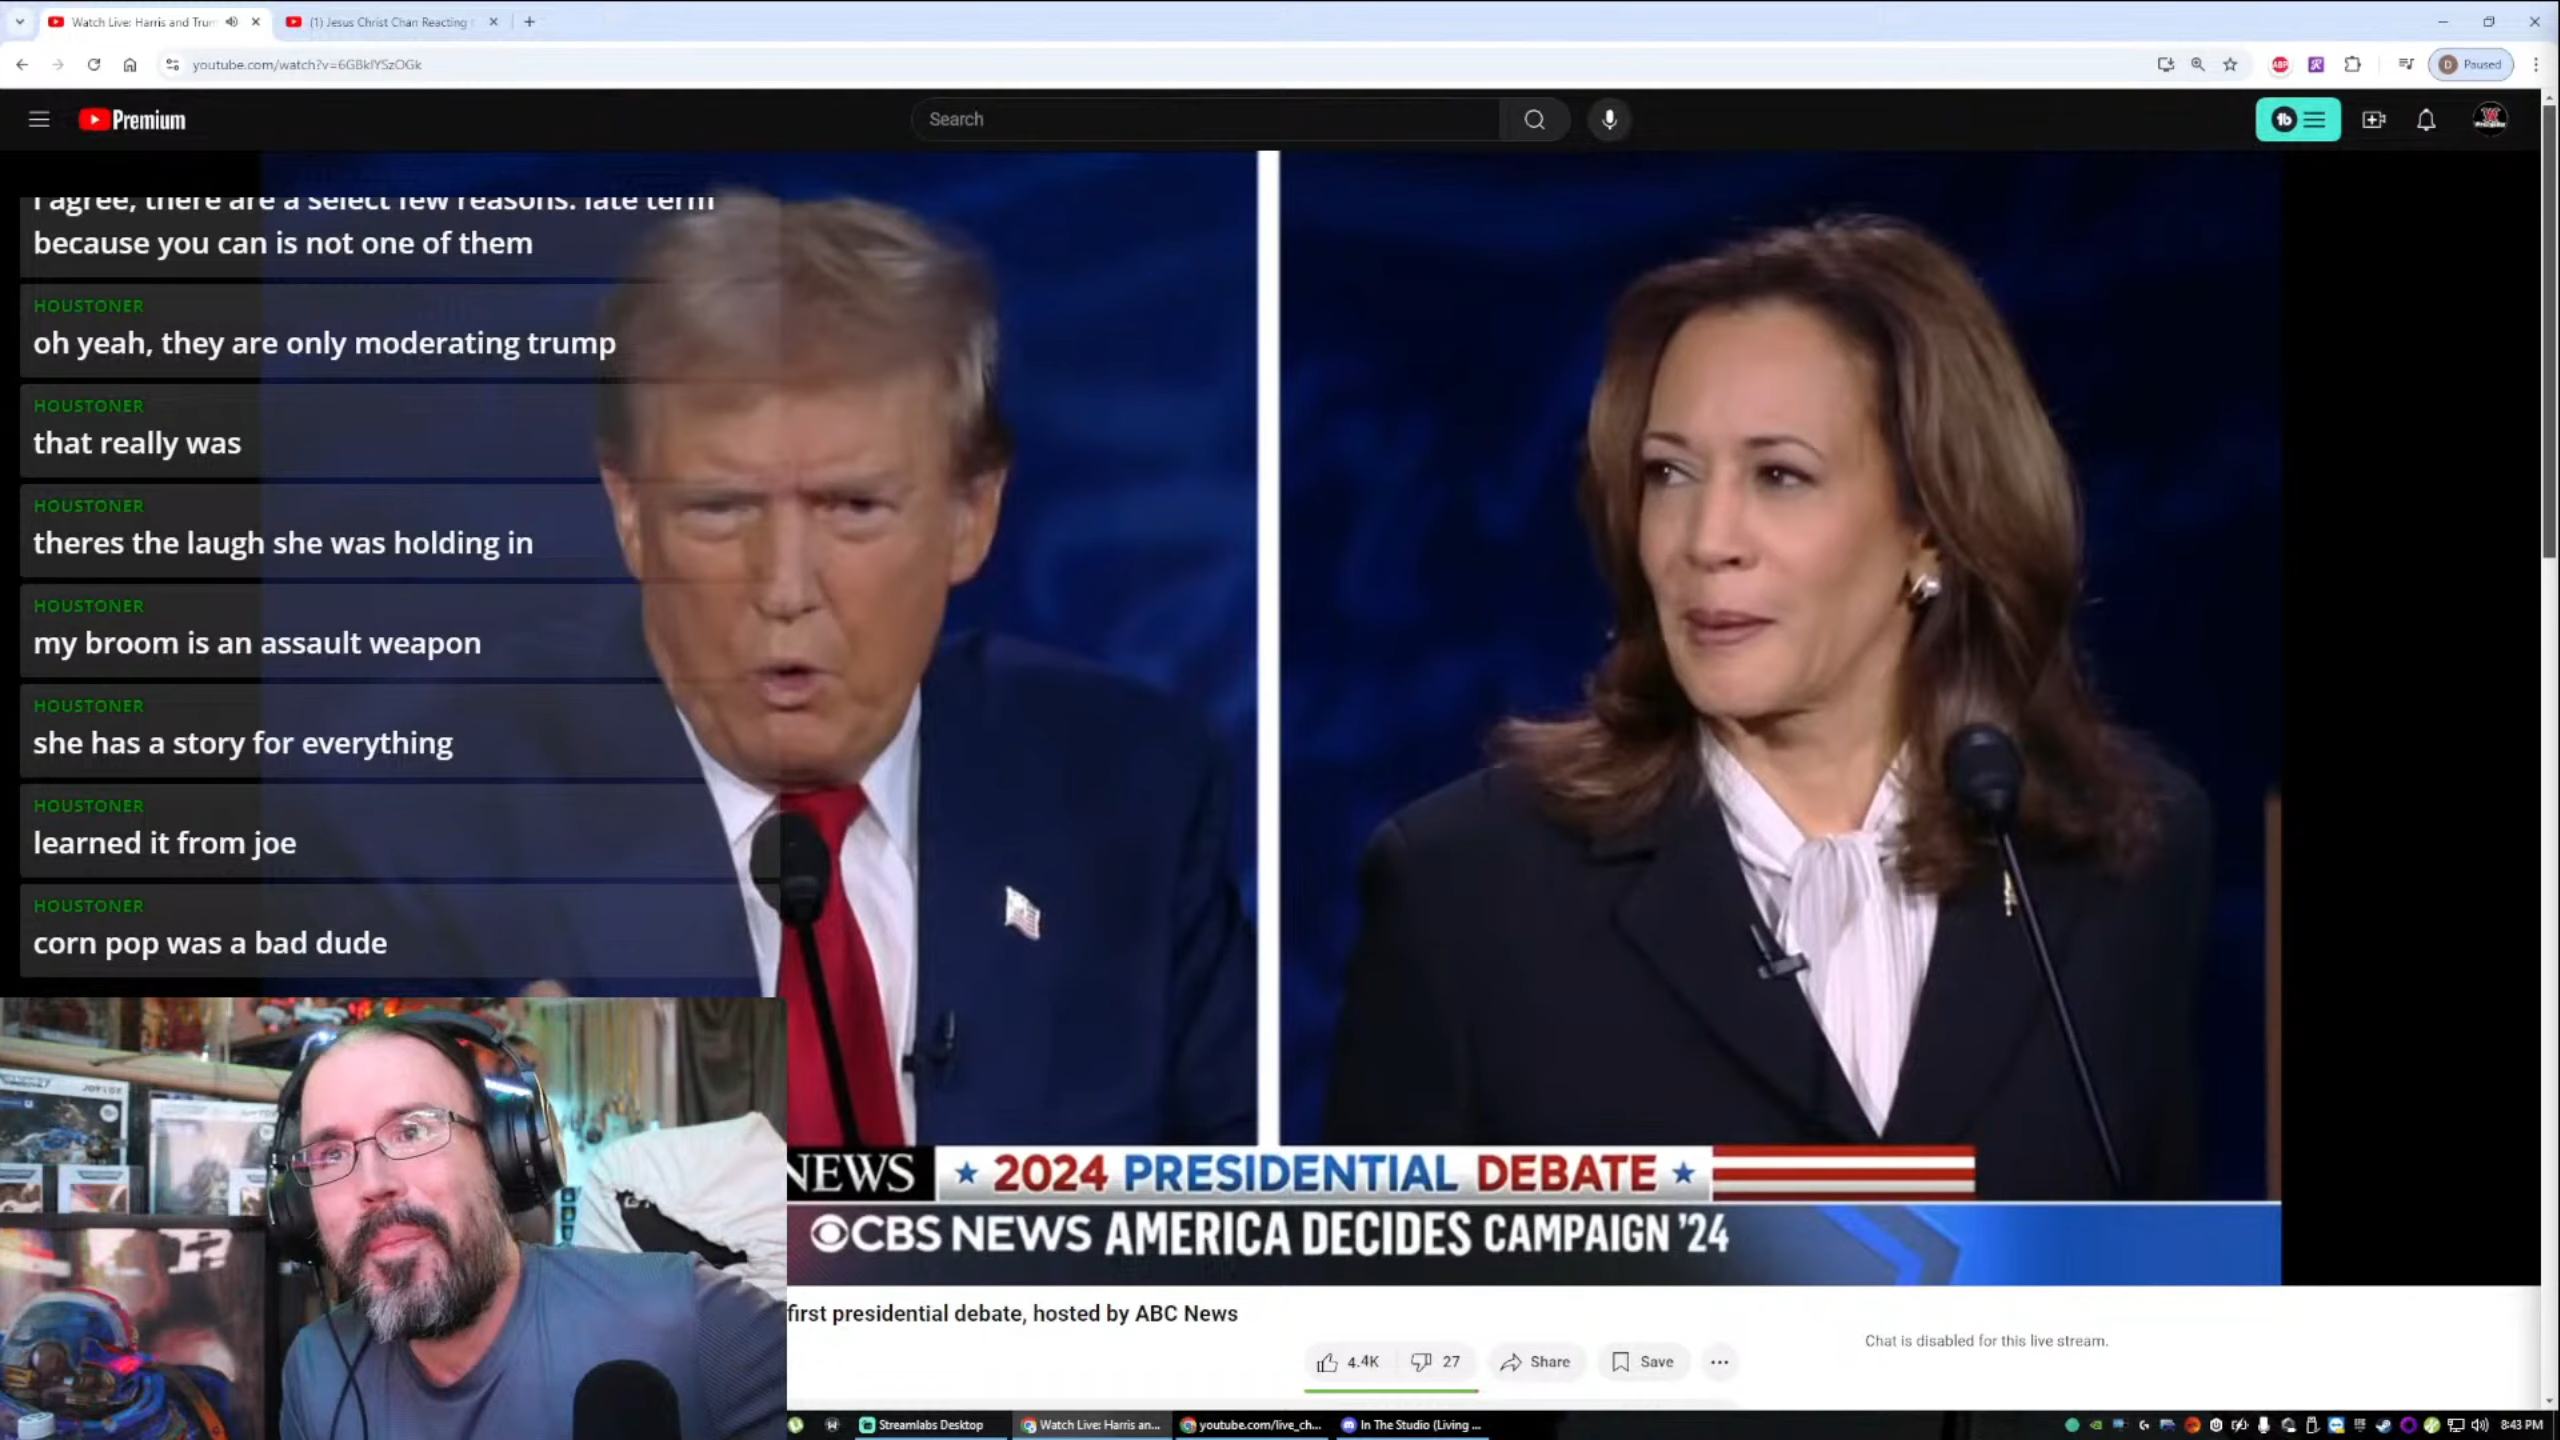 Watch Live: Harris and Trum
(1) Jesus Christ Chan Reacting
youtube.com/watch?v=6GBklYSzOGk
Paused
Premium
Search
I agree, there are a select few reasons. late term
because you can is not one of them
HOUSTONER
oh yeah, they are only moderating trump
HOUSTONER
that really was
HOUSTONER
theres the laugh she was holding in
HOUSTONER
my broom is an assault weapon
HOUSTONER
she has a story for everything
HOUSTONER
learned it from joe
HOUSTONER
corn pop was a bad dude
NEWS ★ 2024 PRESIDENTIAL DEBATE ★
CBS NEWS AMERICA DECIDES CAMPAIGN '24
first presidential debate, hosted by ABC News
4.4K
27
Share
Save
Chat is disabled for this live stream.
Streamlabs Desktop
Watch Live: Harris an...
youtube.com/live_ch...
In The Studio (Living ...
8:43 PM